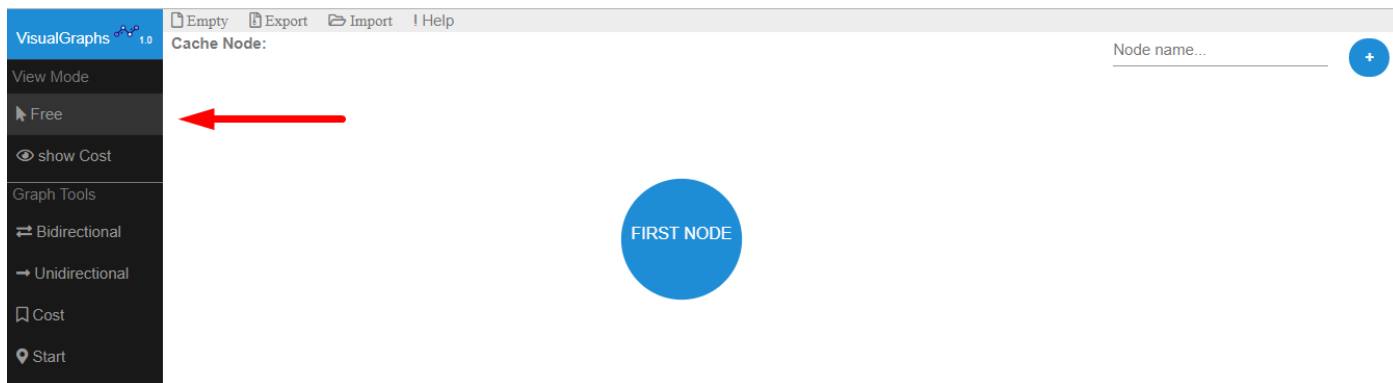 VisualGraphs 1.0
Empty Export Import ! Help
Cache Node:
Node name...
+
View Mode
Free
show Cost
Graph Tools
Bidirectional
Unidirectional
Cost
Start
FIRST NODE